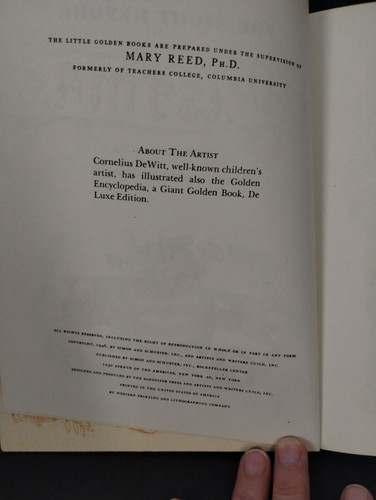 THE LITTLE GOLDEN BOOKS ARE PREPARED UNDER THE SUPERVISION OF
MARY REED, PH.D.
FORMERLY OF TEACHERS COLLEGE, COLUMBIA UNIVERSITY
ABOUT THE ARTIST
Cornelius DeWitt, well-known children's
artist, has illustrated also the Golden
Encyclopedia, a Giant Golden Book, De
Luxe Edition.
ALL RIGHTS RESERVED, INCLUDING THE RIGHT OF REPRODUCTION IN WHOLE OR IN PART IN ANY FORM
COPYRIGHT, 1946, BY SIMON AND SCHUSTER, INC., AND ARTISTS AND WRITERS GUILD, INC.
PUBLISHED BY SIMON AND SCHUSTER, INC., ROCKEFELLER CENTER
1230 AVENUE OF THE AMERICAS, NEW YORK 20, NEW YORK
DESIGNED AND PRODUCED BY THE SANDPIPER PRESS AND ARTISTS AND WRITERS GUILD, INC.
PRINTED IN THE UNITED STATES OF AMERICA
BY WESTERN PRINTING AND LITHOGRAPHING COMPANY